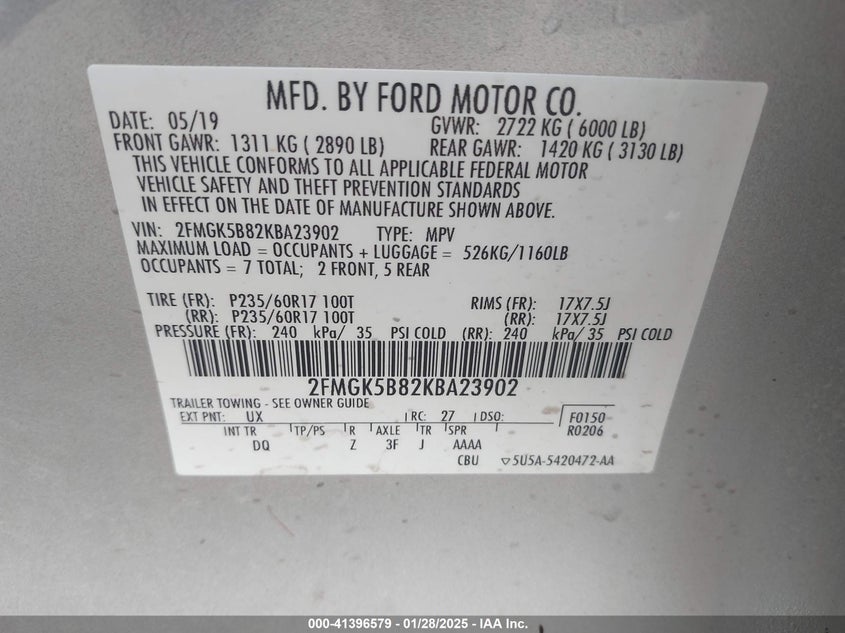 MFD. BY FORD MOTOR CO.
DATE: 05/19 GVWR: 2722 KG ( 6000 LB)
FRONT GAWR: 1311 KG ( 2890 LB) REAR GAWR: 1420 KG ( 3130 LB)
THIS VEHICLE CONFORMS TO ALL APPLICABLE FEDERAL MOTOR
VEHICLE SAFETY AND THEFT PREVENTION STANDARDS
IN EFFECT ON THE DATE OF MANUFACTURE SHOWN ABOVE.
VIN: 2FMGK5B82KBA23902 TYPE: MPV
MAXIMUM LOAD = OCCUPANTS + LUGGAGE = 526KG/1160LB
OCCUPANTS = 7 TOTAL; 2 FRONT, 5 REAR
TIRE (FR): P235/60R17 100T RIMS (FR): 17X7.5J
(RR): P235/60R17 100T (RR): 17X7.5J
PRESSURE (FR): 240 kPa/ 35 PSI COLD (RR): 240 kPa/ 35 PSI COLD
2FMGK5B82KBA23902
TRAILER TOWING - SEE OWNER GUIDE
EXT PNT: UX RC: 27 DSO: F0150
INT TR TP/PS R AXLE TR SPR R0206
DQ Z 3F J AAAA
CBU ▽5U5A-5420472-AA
000-41396579 - 01/28/2025 - IAA Inc.